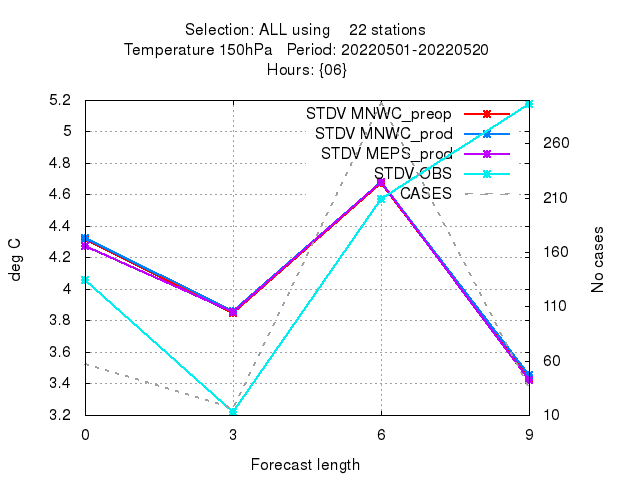 Selection: ALL using 22 stations
Temperature 150hPa Period: 20220501-20220520
Hours: {06}
STDV MNWC_preop
STDV MNWC_prod
STDV MEPS_prod
STDV OBS
CASES
5.2
5
4.8
4.6
4.4
4.2
4
3.8
3.6
3.4
3.2
260
210
160
110
60
10
deg C
No cases
0 3 6 9
Forecast length